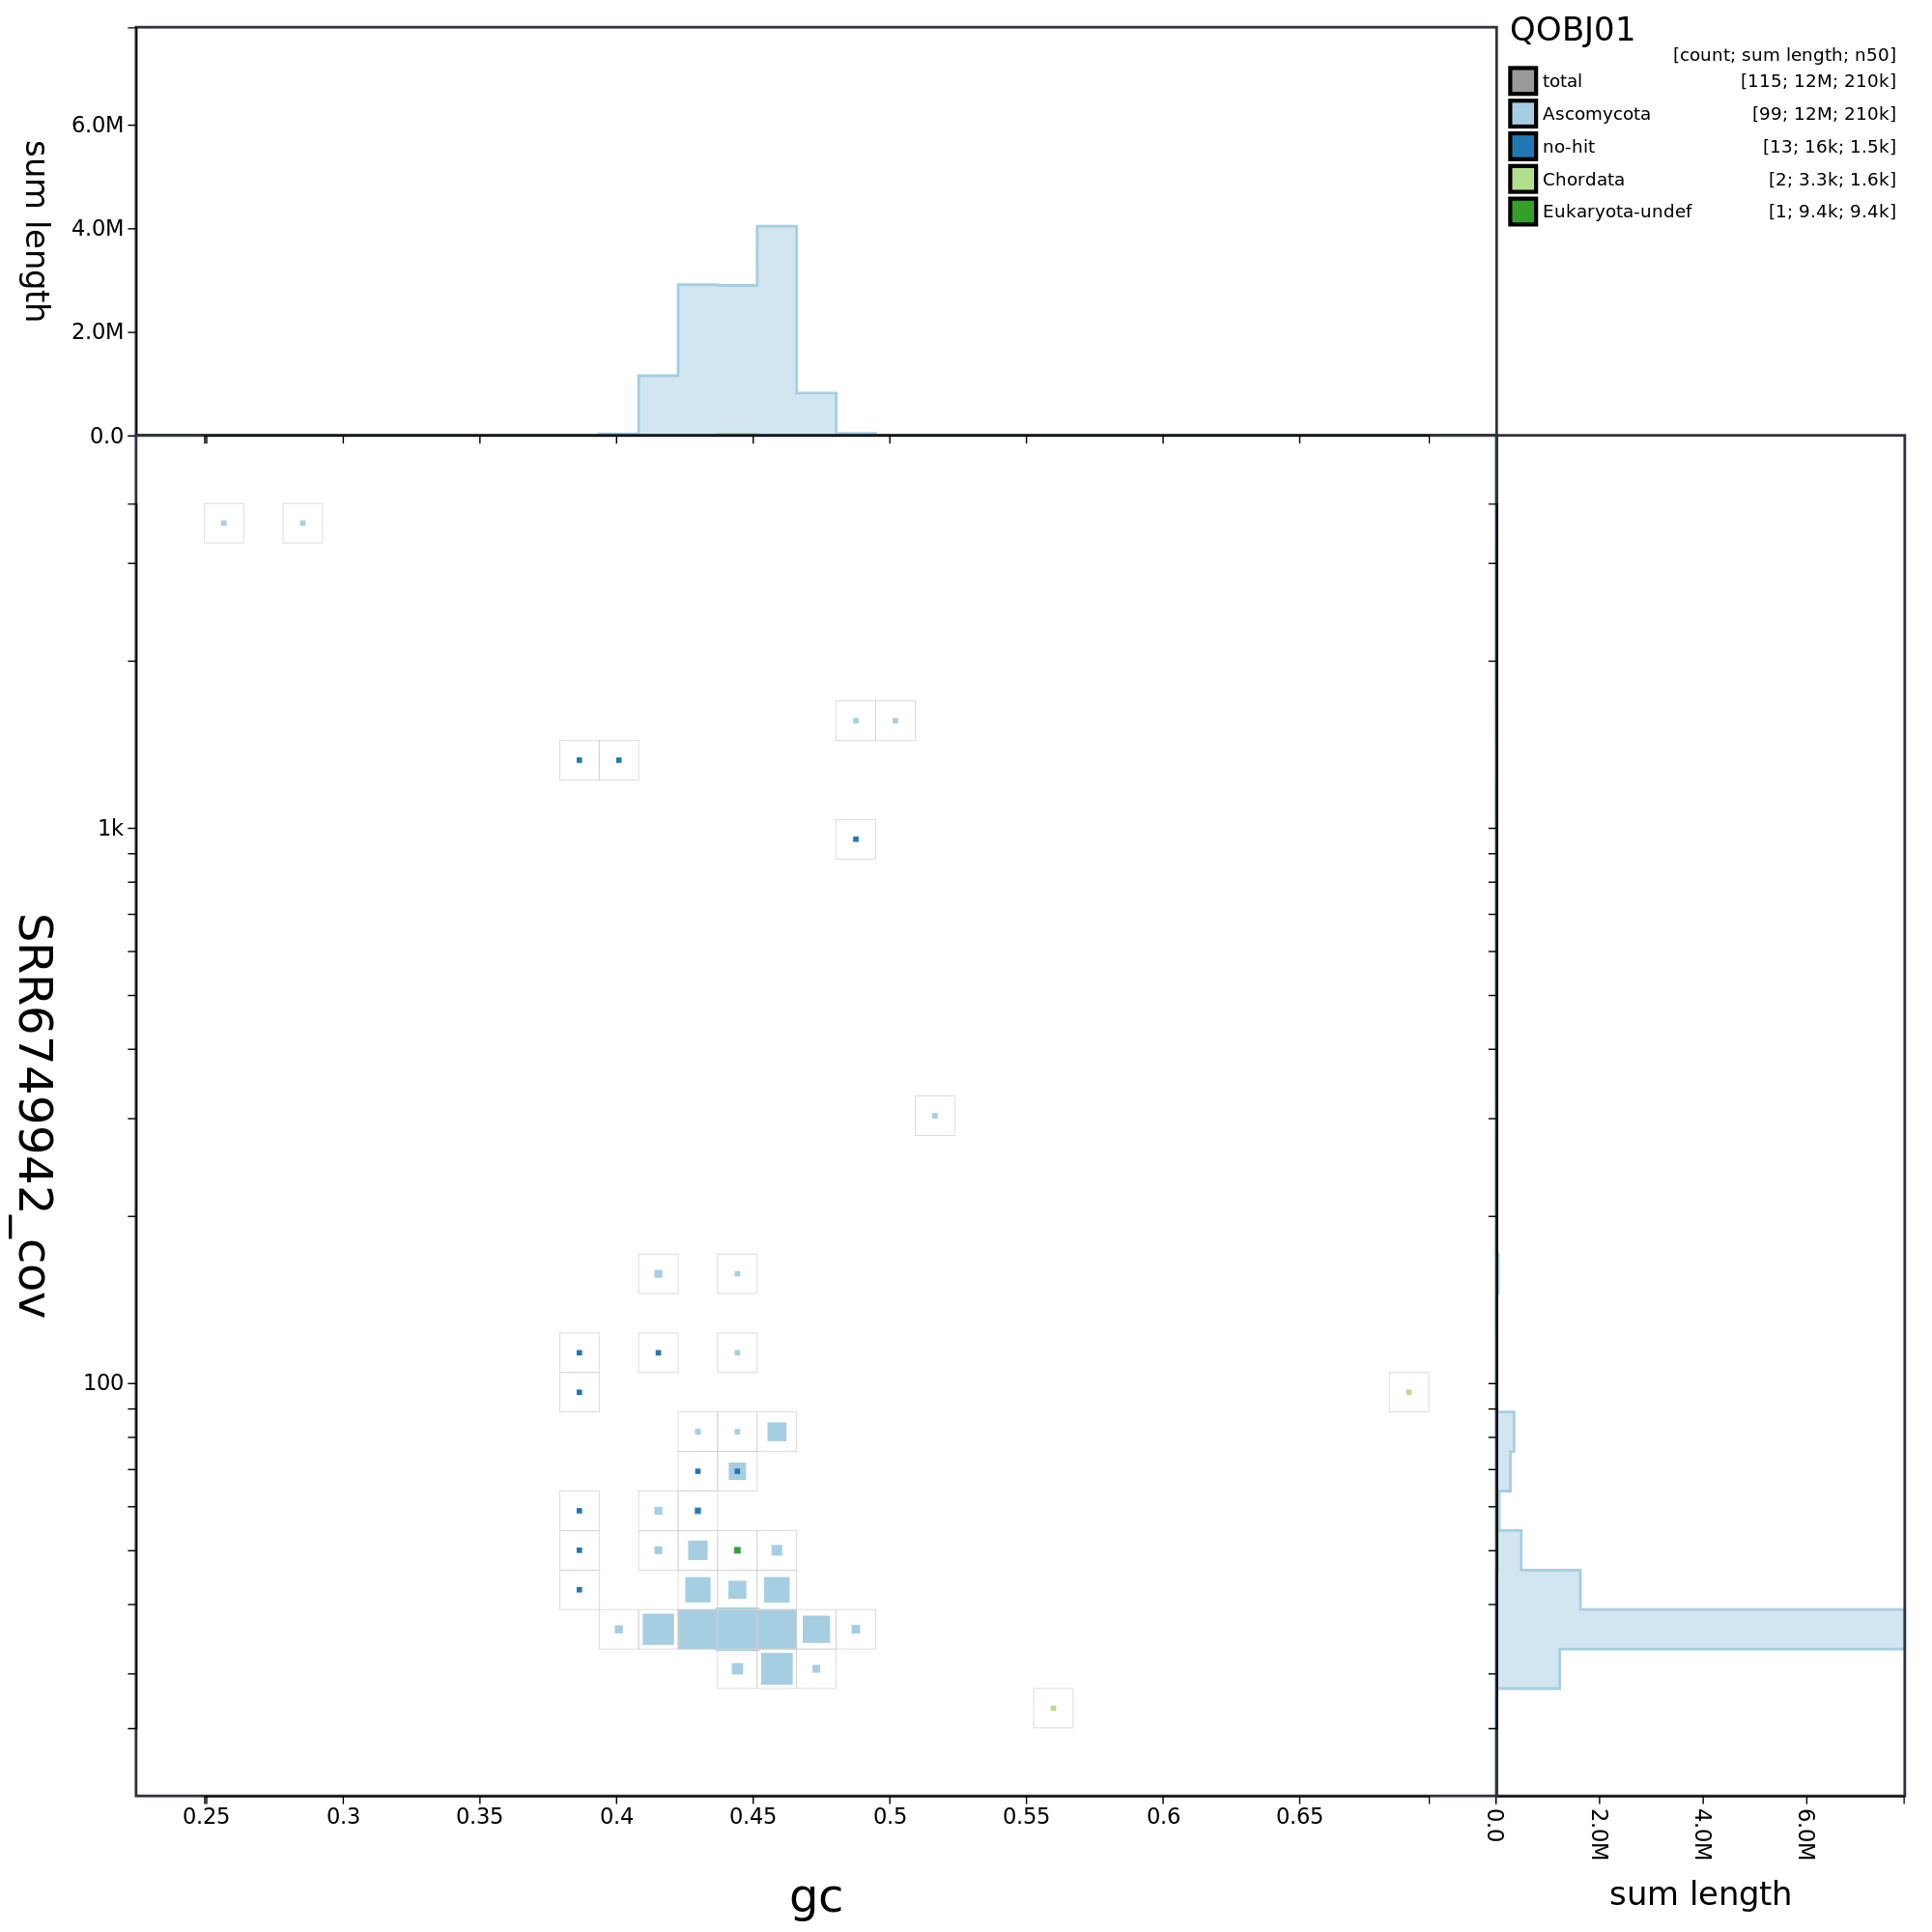 QOBJ01
[count; sum length; n50]
total [115; 12M; 210k]
Ascomycota [99; 12M; 210k]
no-hit [13; 16k; 1.5k]
Chordata [2; 3.3k; 1.6k]
Eukaryota-undef [1; 9.4k; 9.4k]
sum length
6.0M
4.0M
2.0M
0.0
SRR6749942_cov
1k
100
0.25 0.3 0.35 0.4 0.45 0.5 0.55 0.6 0.65
gc
0.0 2.0M 4.0M 6.0M
sum length